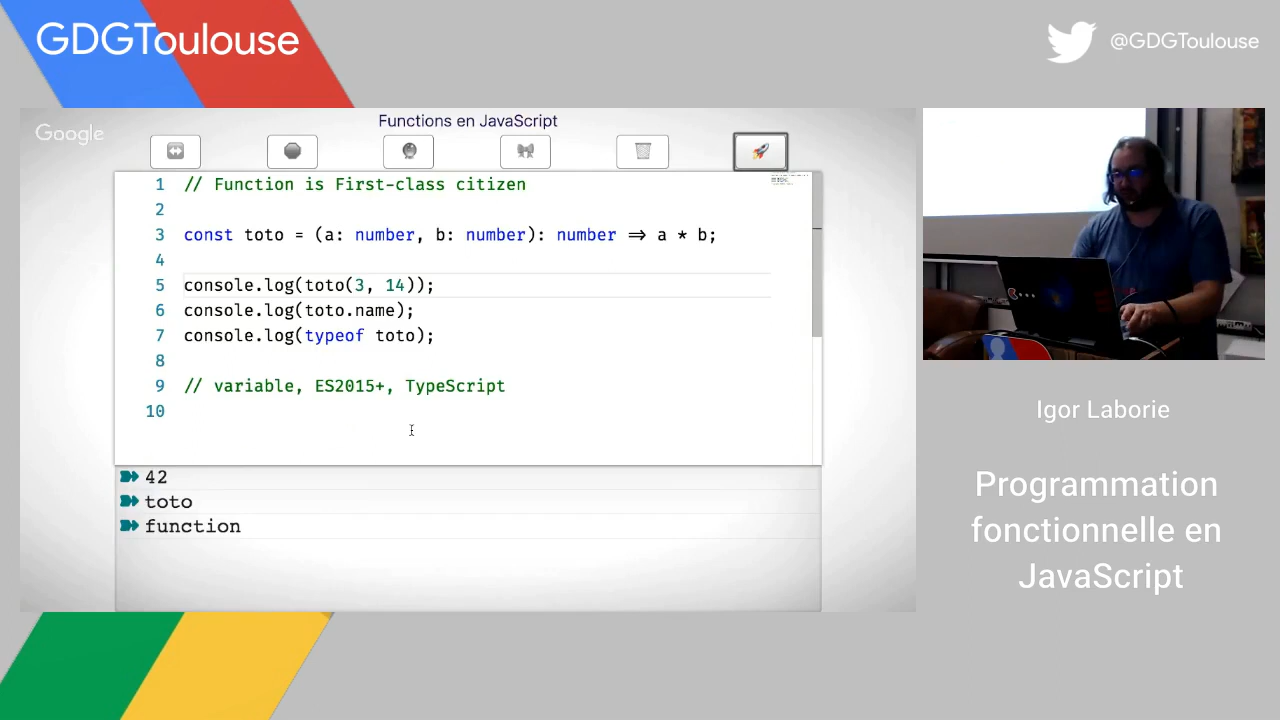 GDGToulouse
@GDGToulouse
Google
Functions en JavaScript
1 // Function is First-class citizen
2
3 const toto = (a: number, b: number): number => a * b;
4
5 console.log(toto(3, 14));
6 console.log(toto.name);
7 console.log(typeof toto);
8
9 // variable, ES2015+, TypeScript
10
42
toto
function
Igor Laborie
Programmation
fonctionnelle en
JavaScript